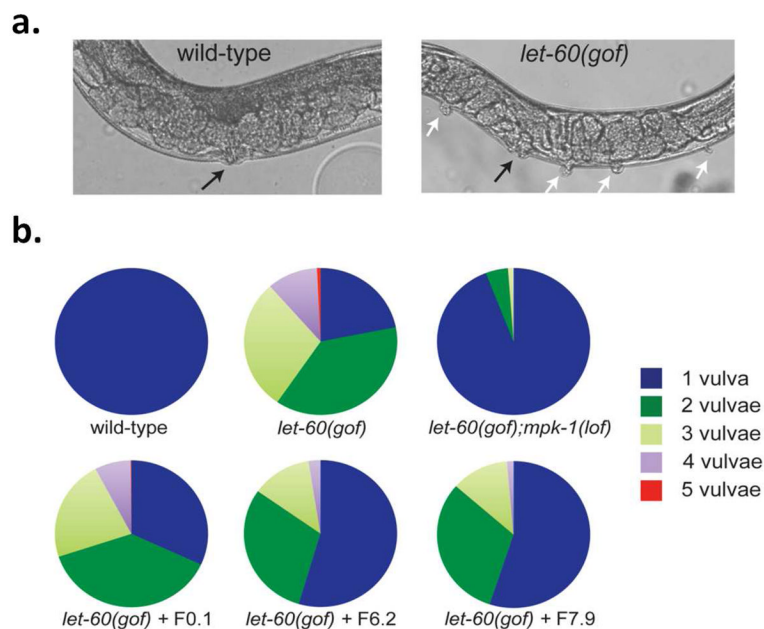 a.
wild-type
let-60(gof)
b.
wild-type
let-60(gof)
let-60(gof);mpk-1(lof)
1 vulva
2 vulvae
3 vulvae
4 vulvae
5 vulvae
let-60(gof) + F0.1
let-60(gof) + F6.2
let-60(gof) + F7.9